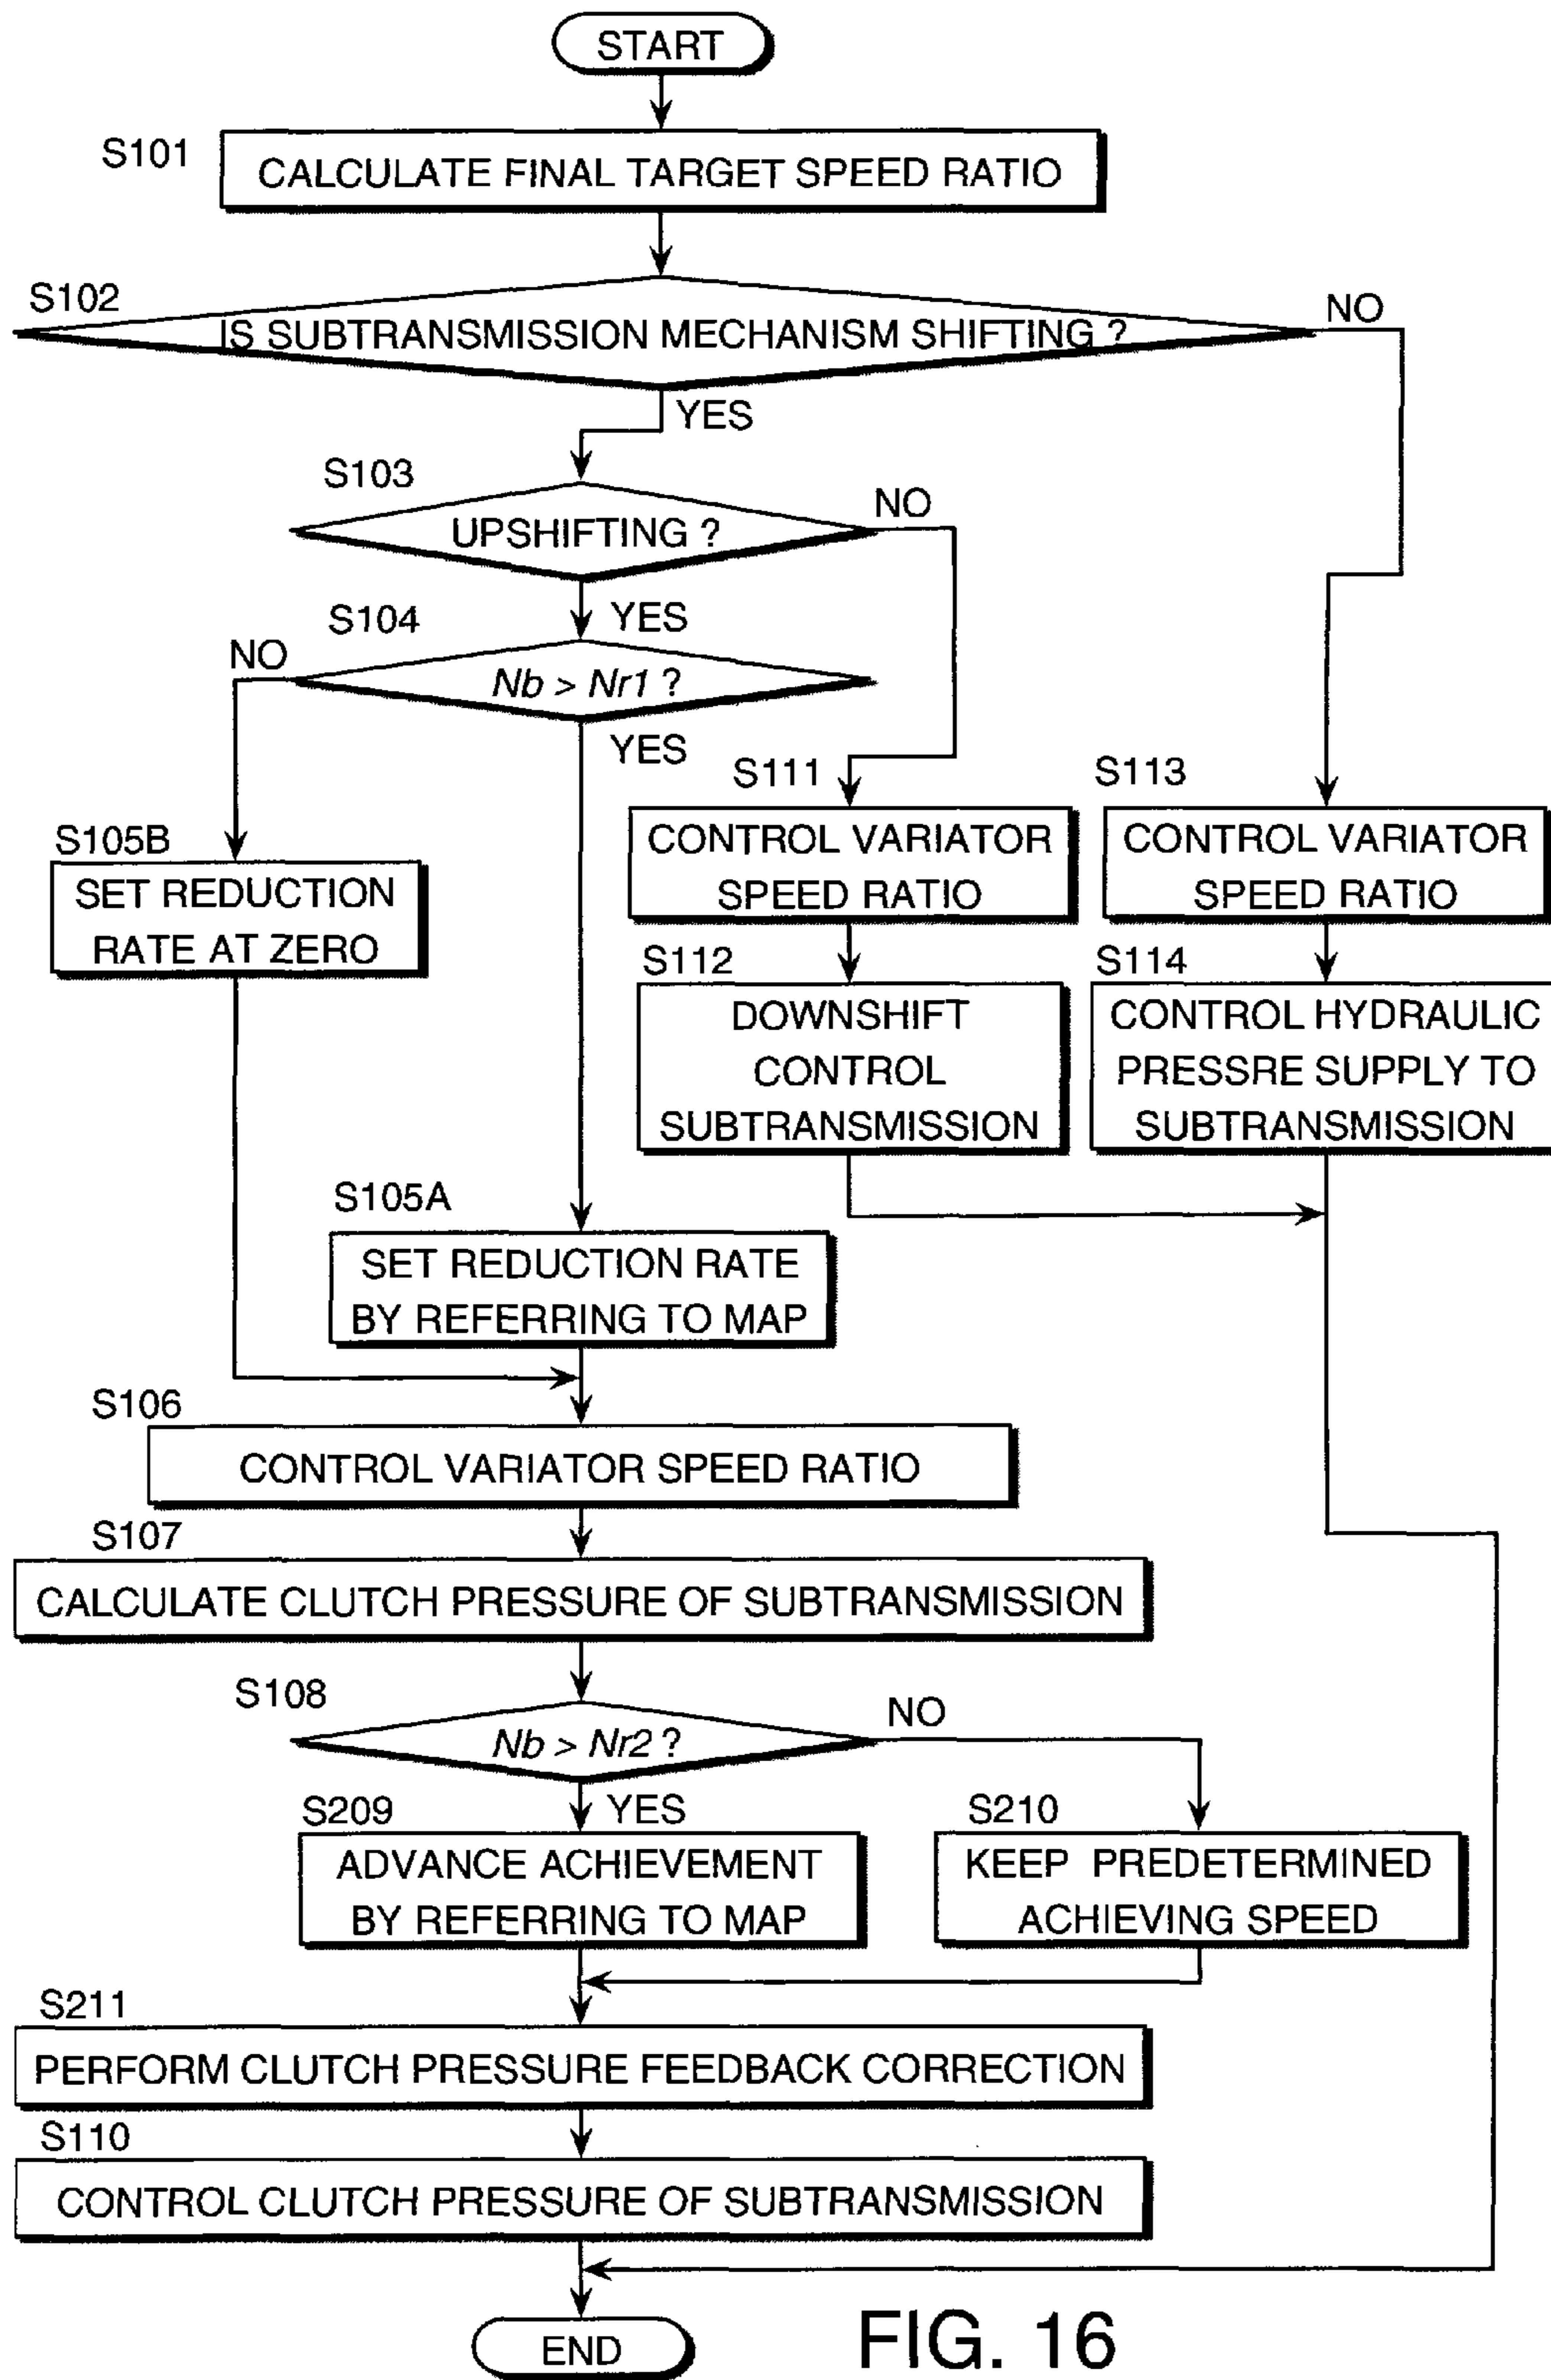 START
S101
CALCULATE FINAL TARGET SPEED RATIO
S102
IS SUBTRANSMISSION MECHANISM SHIFTING ?
NO
YES
S103
UPSHIFTING ?
NO
YES
S104
Nb > Nr1 ?
NO
YES
S105B
SET REDUCTION
RATE AT ZERO
S111
CONTROL VARIATOR
SPEED RATIO
S113
CONTROL VARIATOR
SPEED RATIO
S112
DOWNSHIFT
CONTROL
SUBTRANSMISSION
S114
CONTROL HYDRAULIC
PRESSRE SUPPLY TO
SUBTRANSMISSION
S105A
SET REDUCTION RATE
BY REFERRING TO MAP
S106
CONTROL VARIATOR SPEED RATIO
S107
CALCULATE CLUTCH PRESSURE OF SUBTRANSMISSION
S108
Nb > Nr2 ?
NO
YES
S209
ADVANCE ACHIEVEMENT
BY REFERRING TO MAP
S210
KEEP PREDETERMINED
ACHIEVING SPEED
S211
PERFORM CLUTCH PRESSURE FEEDBACK CORRECTION
S110
CONTROL CLUTCH PRESSURE OF SUBTRANSMISSION
END
FIG. 16